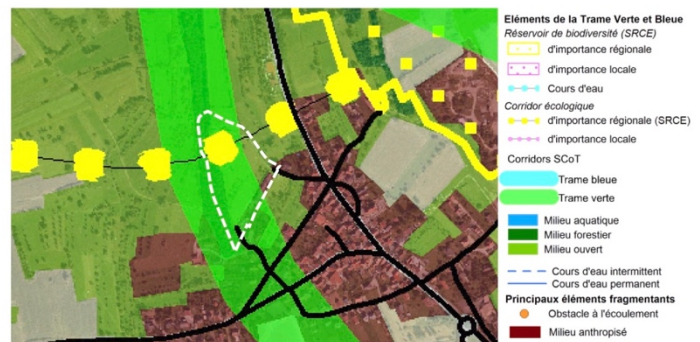 Eléments de la Trame Verte et Bleue
Réservoir de biodiversité (SRCE)
d'importance régionale
d'importance locale
Cours d'eau
Corridor écologique
d'importance régionale (SRCE)
d'importance locale
Corridors SCoT
Trame bleue
Trame verte
Milieu aquatique
Milieu forestier
Milieu ouvert
Cours d'eau intermittent
Cours d'eau permanent
Principaux éléments fragmentants
Obstacle à l'écoulement
Milieu anthropisé